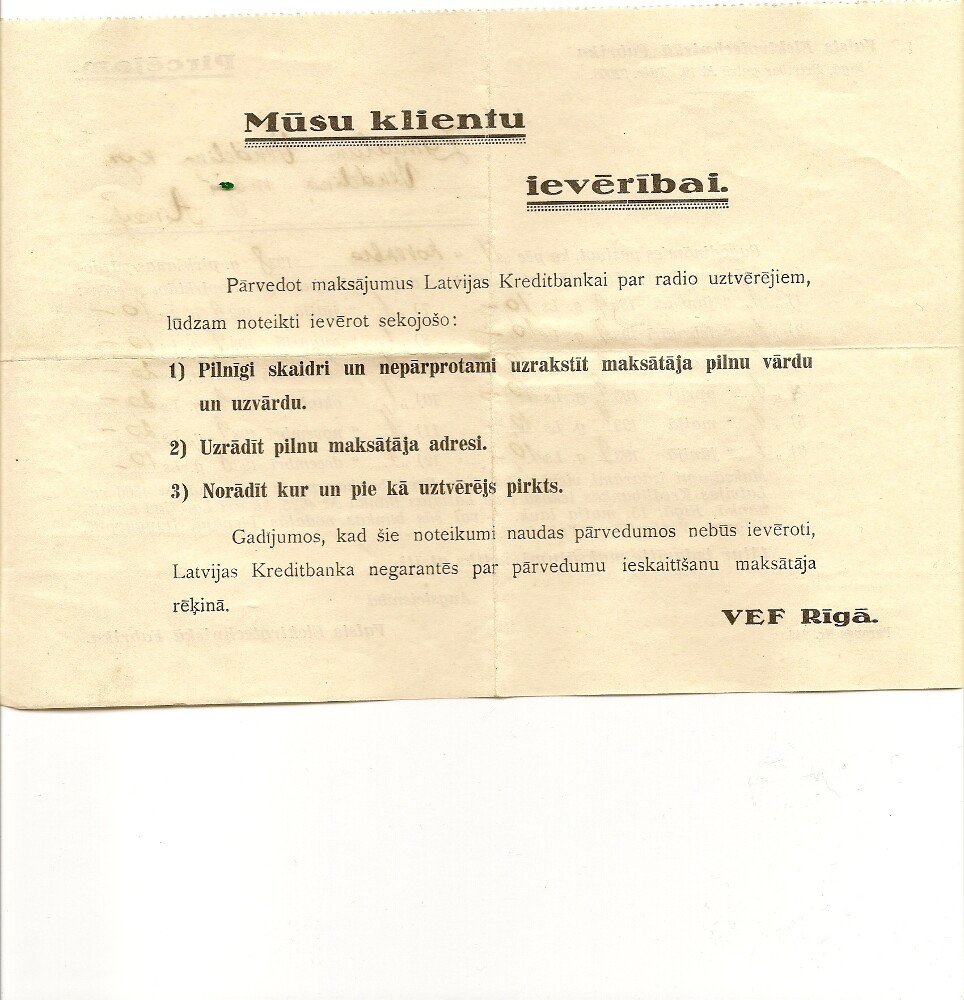 Mūsu klientu
ievērībai.
Pārvedot maksājumus Latvijas Kreditbankai par radio uztvērējiem,
lūdzam noteikti ievērot sekojošo:
1) Pilnīgi skaidri un nepārprotami uzrakstīt maksātāja pilnu vārdu
un uzvārdu.
2) Uzrādīt pilnu maksātāja adresi.
3) Norādīt kur un pie kā uztvērējs pirkts.
Gadījumos, kad šie noteikumi naudas pārvedumos nebūs ievēroti,
Latvijas Kreditbanka negarantēs par pārvedumu ieskaitīšanu maksātāja
rēķinā.
VEF Rīgā.